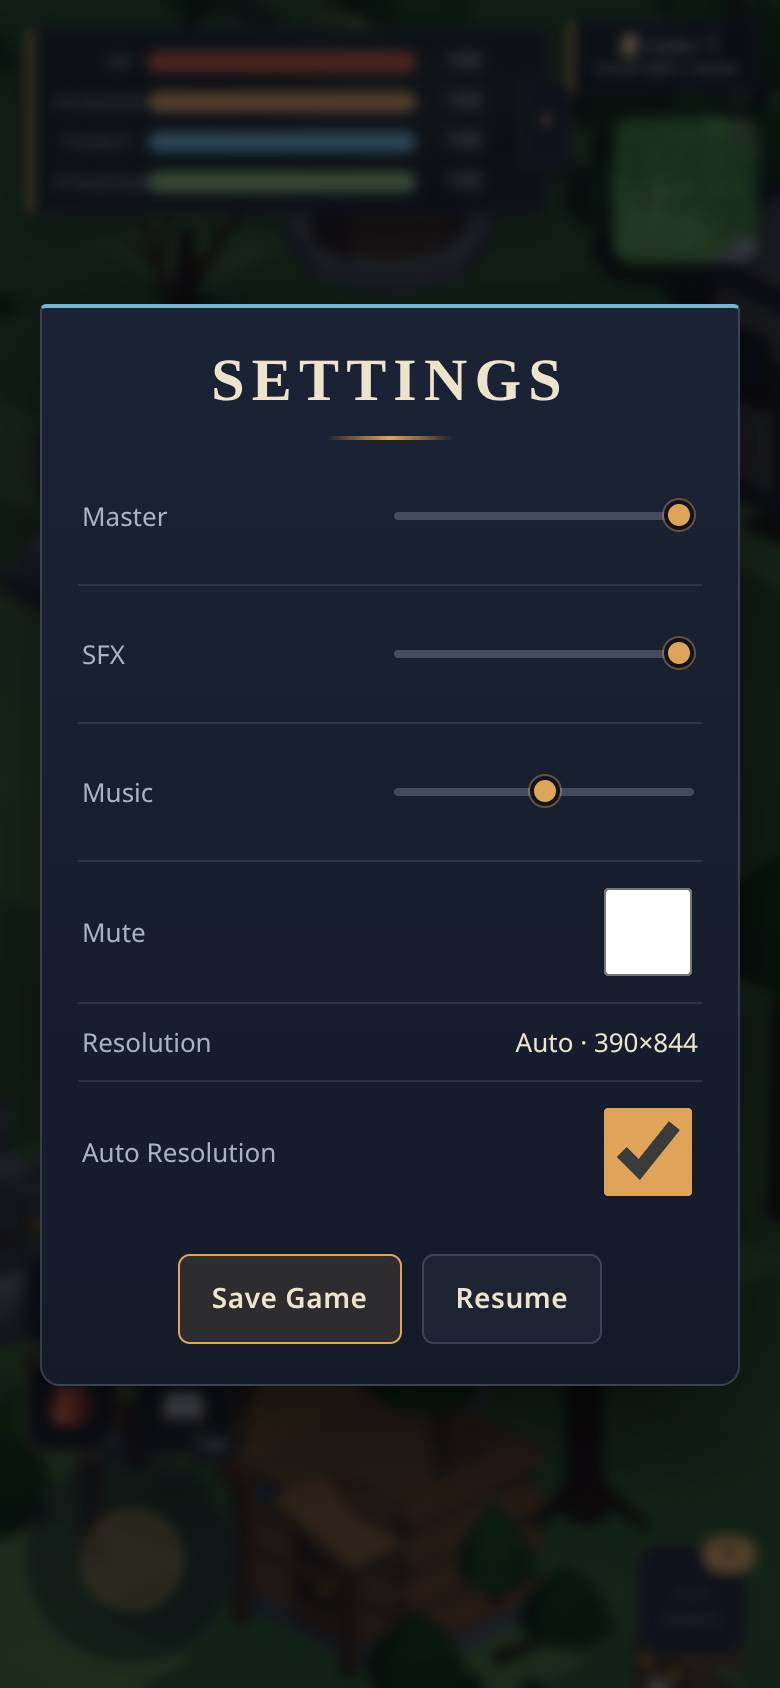 SETTINGS
Master
SFX
Music
Mute
Resolution Auto · 390×844
Auto Resolution
Save Game Resume